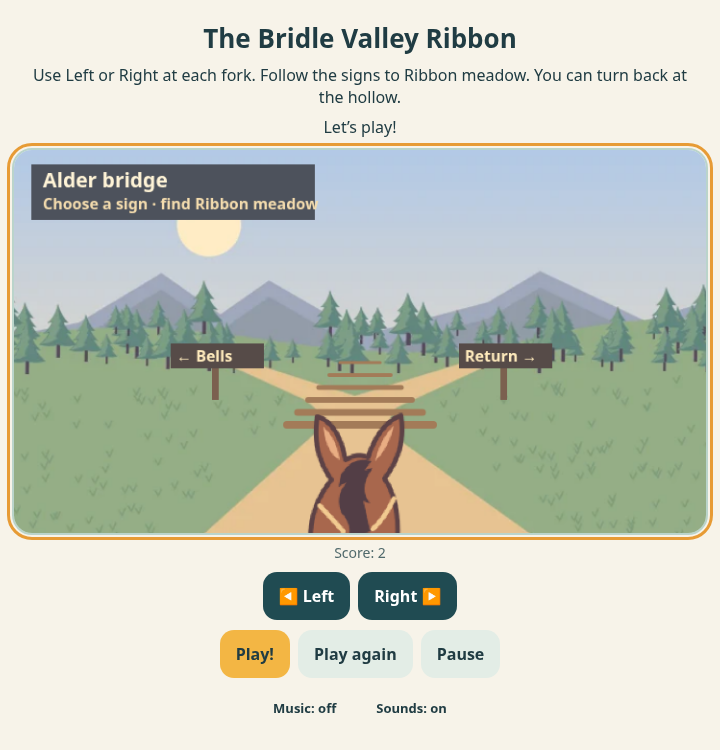 The Bridle Valley Ribbon
Use Left or Right at each fork. Follow the signs to Ribbon meadow. You can turn back at
the hollow.
Let’s play!
Alder bridge
Choose a sign · find Ribbon meadow
← Bells
Return →
Score: 2
◀ Left
Right ▶
Play!
Play again
Pause
Music: off
Sounds: on